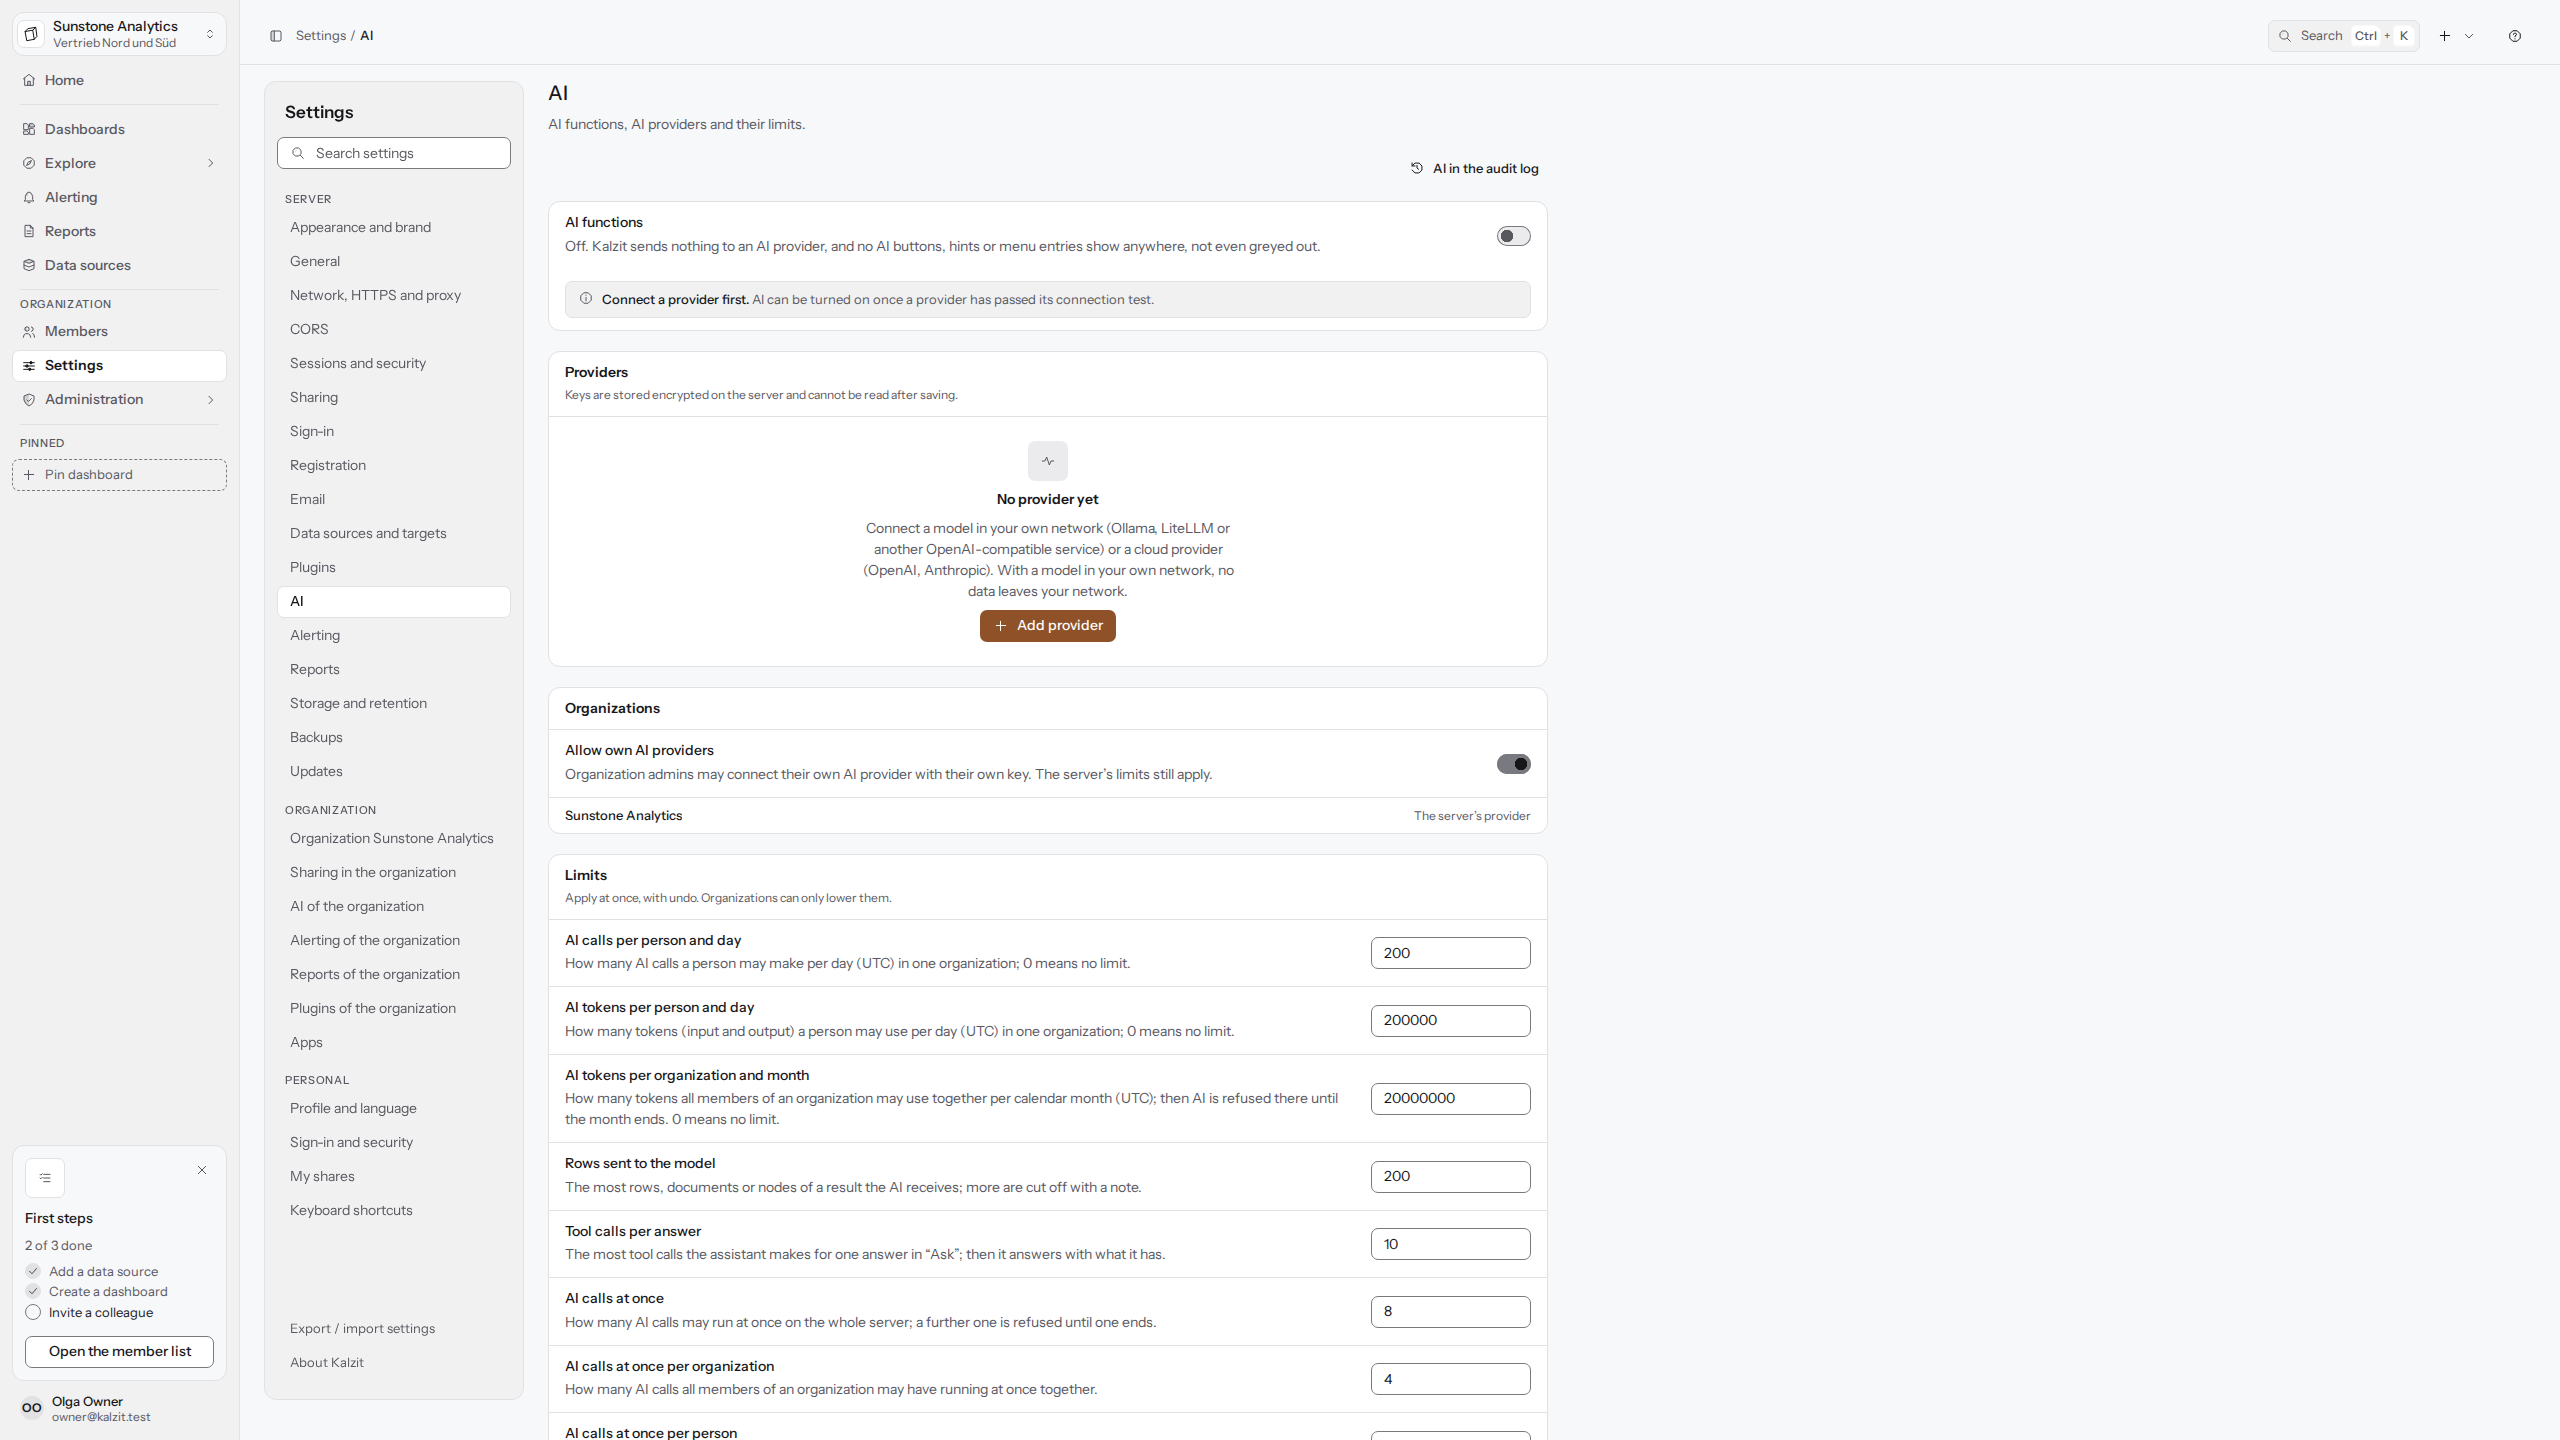 Sunstone Analytics
Vertrieb Nord und Süd
Home
Dashboards
Explore
Alerting
Reports
Data sources
ORGANIZATION
Members
Settings
Administration
PINNED
Pin dashboard
First steps
2 of 3 done
Add a data source
Create a dashboard
Invite a colleague
Open the member list
OO
Olga Owner
owner@kalzit.test
Settings / AI
Search Ctrl + K
Settings
Search settings
SERVER
Appearance and brand
General
Network, HTTPS and proxy
CORS
Sessions and security
Sharing
Sign-in
Registration
Email
Data sources and targets
Plugins
AI
Alerting
Reports
Storage and retention
Backups
Updates
ORGANIZATION
Organization Sunstone Analytics
Sharing in the organization
AI of the organization
Alerting of the organization
Reports of the organization
Plugins of the organization
Apps
PERSONAL
Profile and language
Sign-in and security
My shares
Keyboard shortcuts
Export / import settings
About Kalzit
AI
AI functions, AI providers and their limits.
AI in the audit log
AI functions
Off. Kalzit sends nothing to an AI provider, and no AI buttons, hints or menu entries show anywhere, not even greyed out.
Connect a provider first. AI can be turned on once a provider has passed its connection test.
Providers
Keys are stored encrypted on the server and cannot be read after saving.
No provider yet
Connect a model in your own network (Ollama, LiteLLM or
another OpenAI-compatible service) or a cloud provider
(OpenAI, Anthropic). With a model in your own network, no
data leaves your network.
Add provider
Organizations
Allow own AI providers
Organization admins may connect their own AI provider with their own key. The server's limits still apply.
Sunstone Analytics
The server's provider
Limits
Apply at once, with undo. Organizations can only lower them.
AI calls per person and day
How many AI calls a person may make per day (UTC) in one organization; 0 means no limit.
200
AI tokens per person and day
How many tokens (input and output) a person may use per day (UTC) in one organization; 0 means no limit.
200000
AI tokens per organization and month
How many tokens all members of an organization may use together per calendar month (UTC); then AI is refused there until
the month ends. 0 means no limit.
20000000
Rows sent to the model
The most rows, documents or nodes of a result the AI receives; more are cut off with a note.
200
Tool calls per answer
The most tool calls the assistant makes for one answer in “Ask”; then it answers with what it has.
10
AI calls at once
How many AI calls may run at once on the whole server; a further one is refused until one ends.
8
AI calls at once per organization
How many AI calls all members of an organization may have running at once together.
4
AI calls at once per person